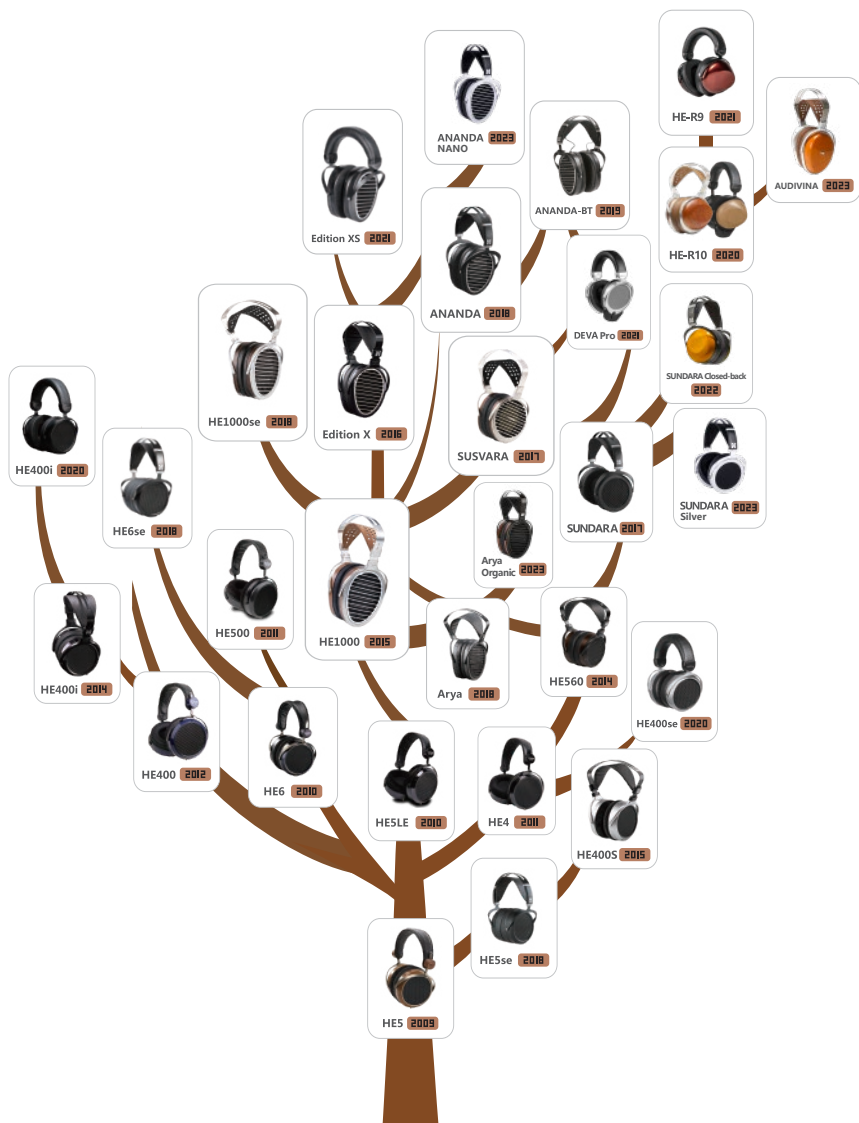 HE-R9 2021
ANANDA 2023
NANO
AUDIVINA 2023
ANANDA-BT 2019
Edition XS 2021
HE-R10 2020
ANANDA 2018
DEVA Pro 2021
SUNDARA Closed-back
2022
HE1000se 2018
Edition X 2016
SUSVARA 2017
HE400i 2020
SUNDARA 2017
SUNDARA 2023
Silver
HE6se 2018
Arya
Organic 2023
HE500 2011
HE1000 2015
HE400i 2014
Arya 2018
HE560 2014
HE400se 2020
HE400 2012
HE6 2010
HE5LE 2010
HE4 2011
HE400S 2015
HE5se 2018
HE5 2009